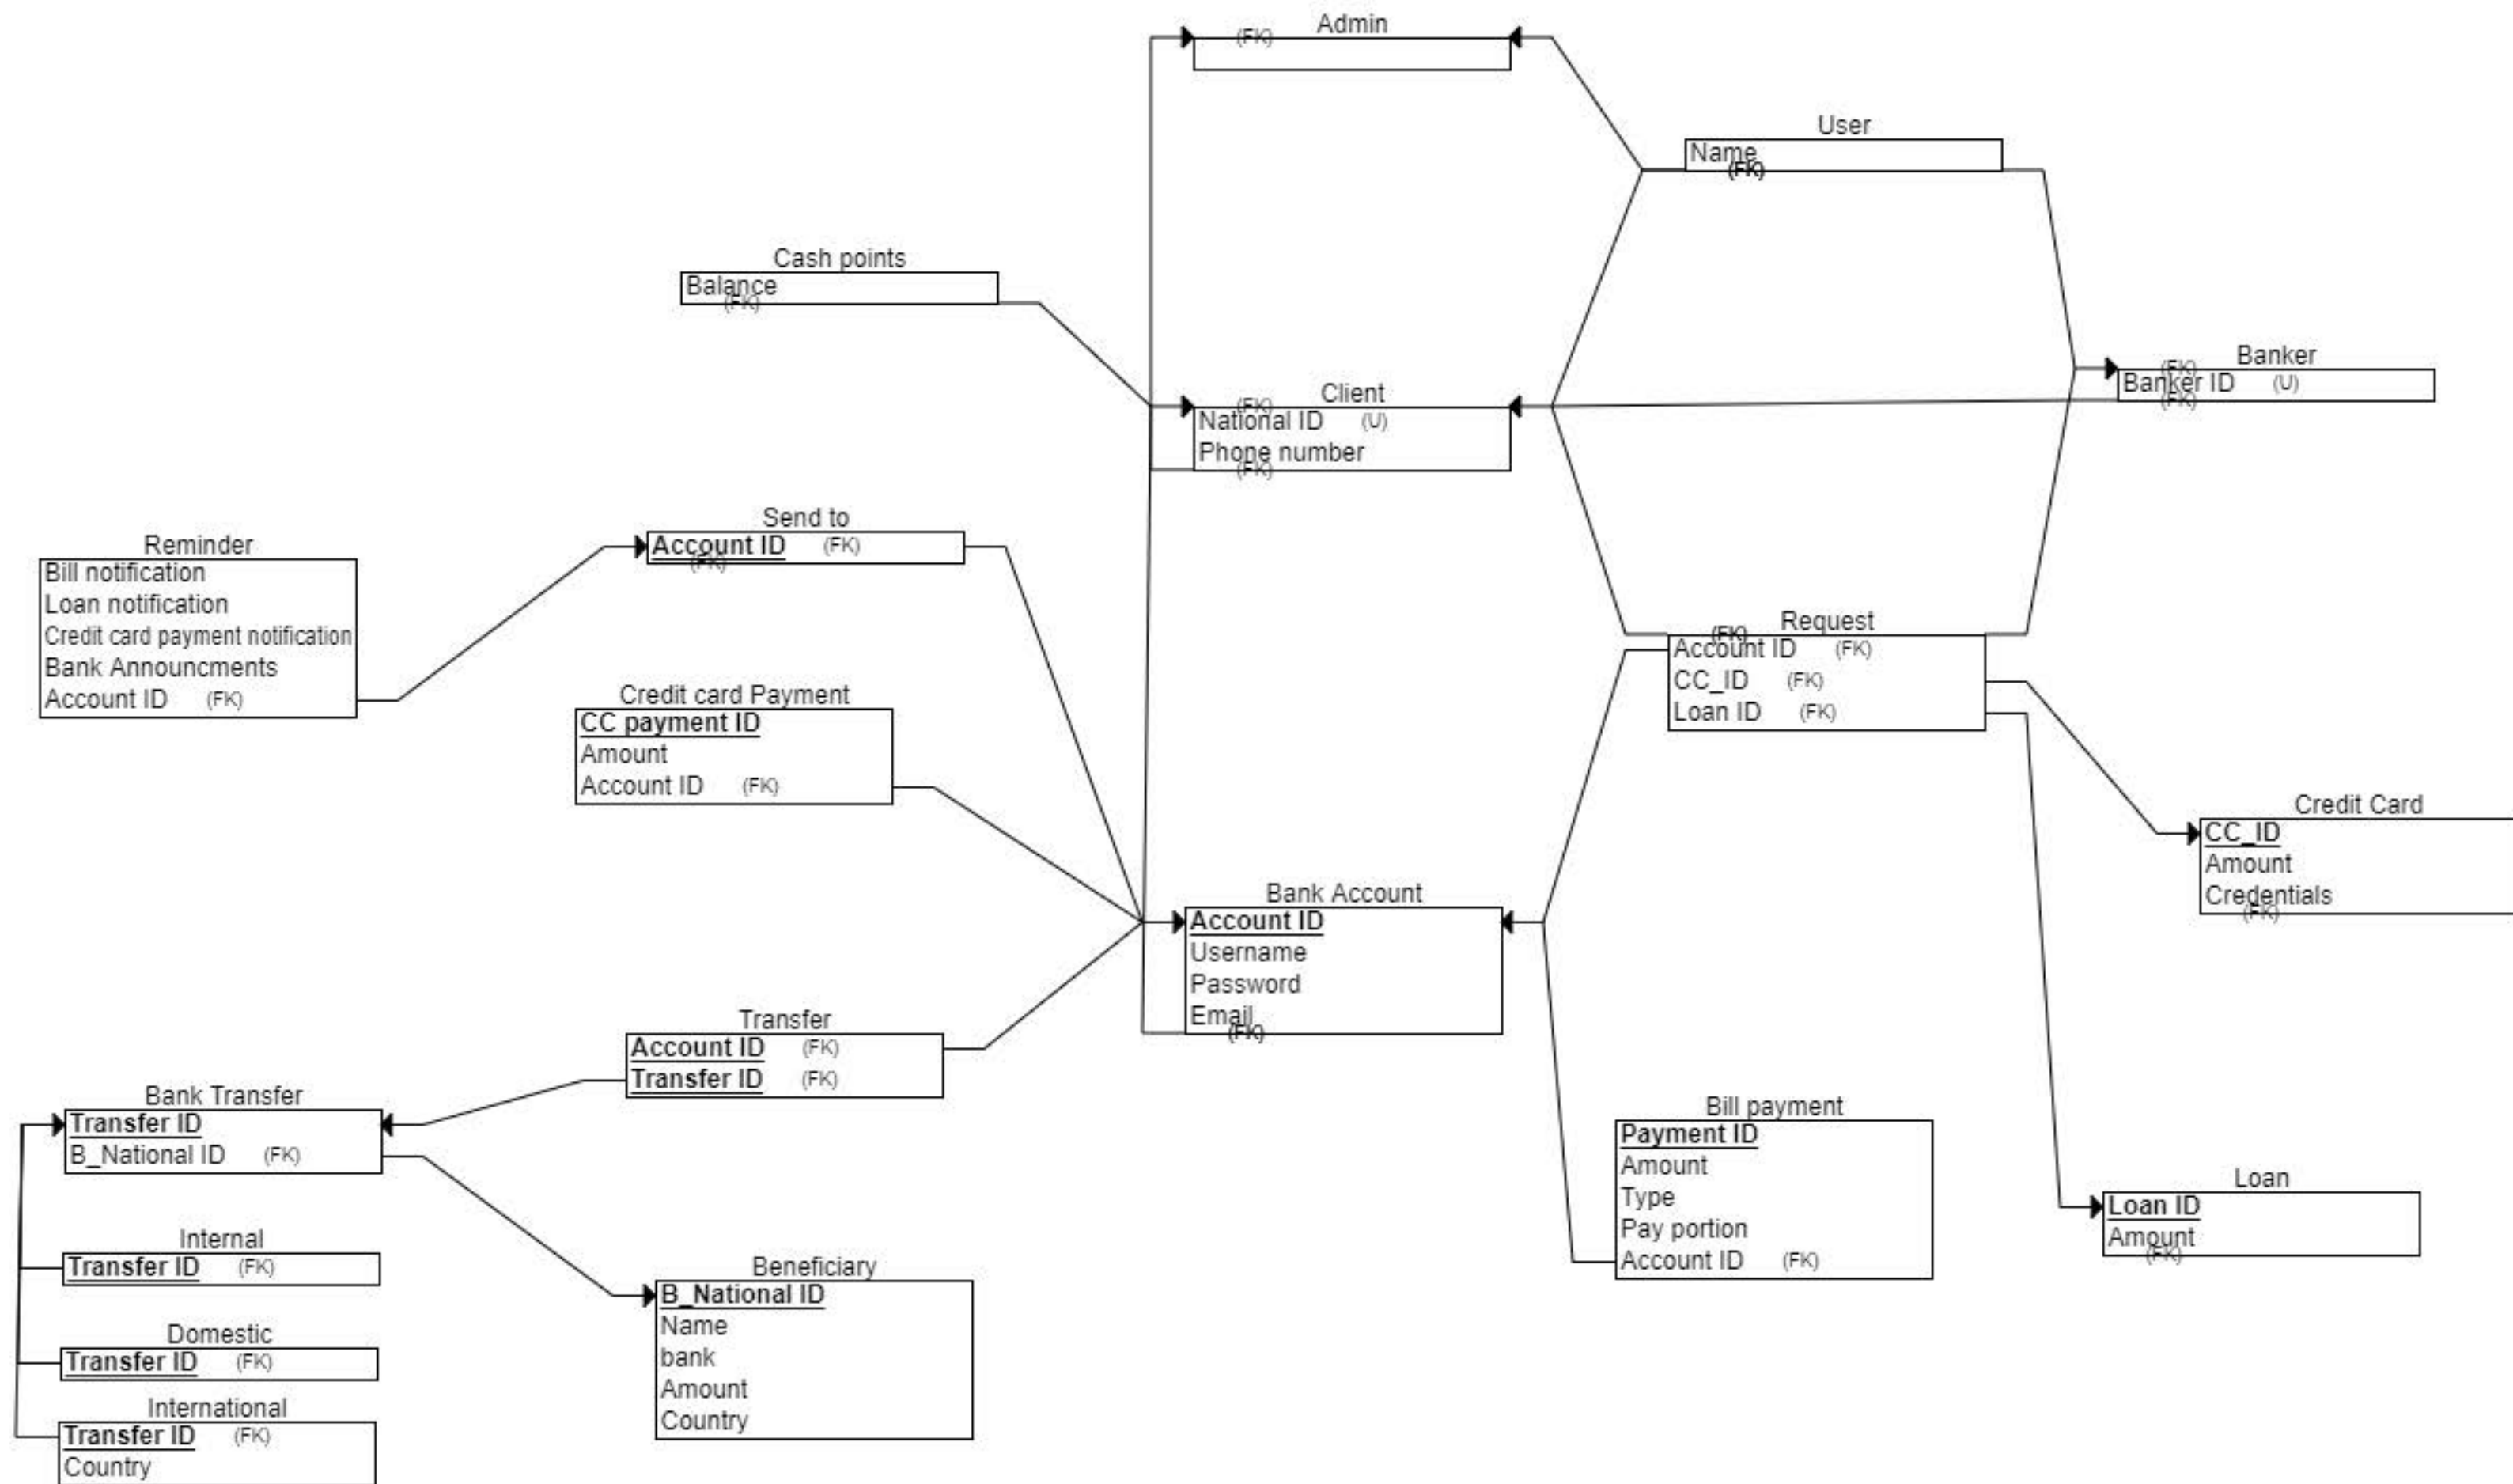 Admin
(FK)
User
Name
(FK)
Cash points
Balance
(FK)
Banker
(FK)
Banker ID (U)
(FK)
Client
(FK)
National ID (U)
Phone number
(FK)
Send to
Account ID (FK)
(FK)
Reminder
Bill notification
Loan notification
Credit card payment notification
Bank Announcments
Account ID (FK)
Request
(FK)
Account ID (FK)
CC_ID (FK)
Loan ID (FK)
Credit card Payment
CC payment ID
Amount
Account ID (FK)
Credit Card
CC_ID
Amount
Credentials
(FK)
Bank Account
Account ID
Username
Password
Email
(FK)
Transfer
Account ID (FK)
Transfer ID (FK)
Bank Transfer
Transfer ID
B_National ID (FK)
Bill payment
Payment ID
Amount
Type
Pay portion
Account ID (FK)
Loan
Loan ID
Amount
(FK)
Internal
Transfer ID (FK)
Beneficiary
B_National ID
Name
bank
Amount
Country
Domestic
Transfer ID (FK)
International
Transfer ID (FK)
Country